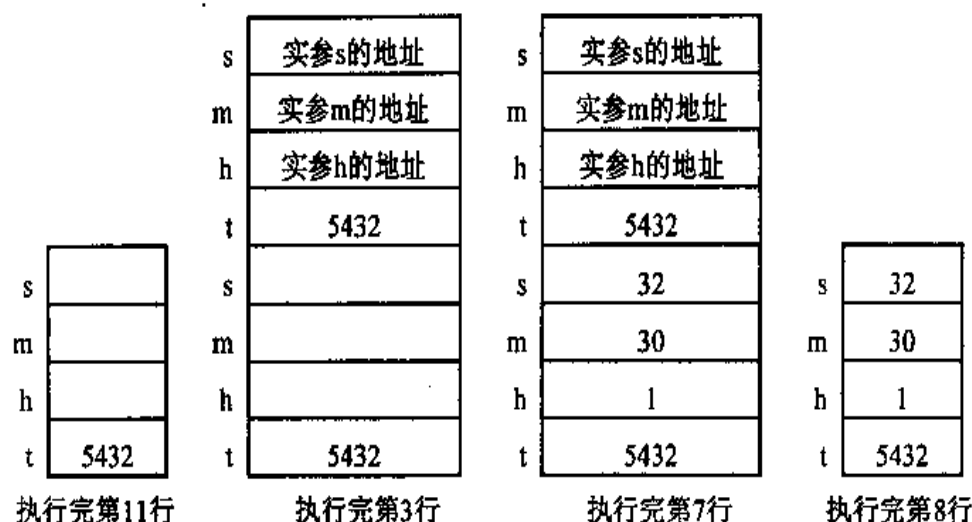 s 实参s的地址 s 实参s的地址
m 实参m的地址 m 实参m的地址
h 实参h的地址 h 实参h的地址
t 5432 t 5432
s s s 32 s 32
m m m 30 m 30
h h h 1 h 1
t 5432 t 5432 t 5432 t 5432
执行完第11行 执行完第3行 执行完第7行 执行完第8行